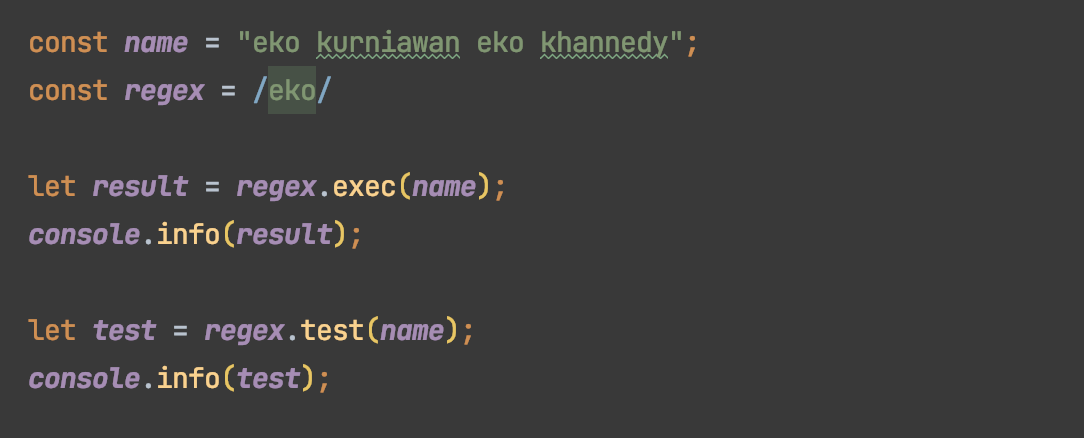 const name = "eko kurniawan eko khannedy";
const regex = /eko/
let result = regex.exec(name);
console.info(result);
let test = regex.test(name);
console.info(test);